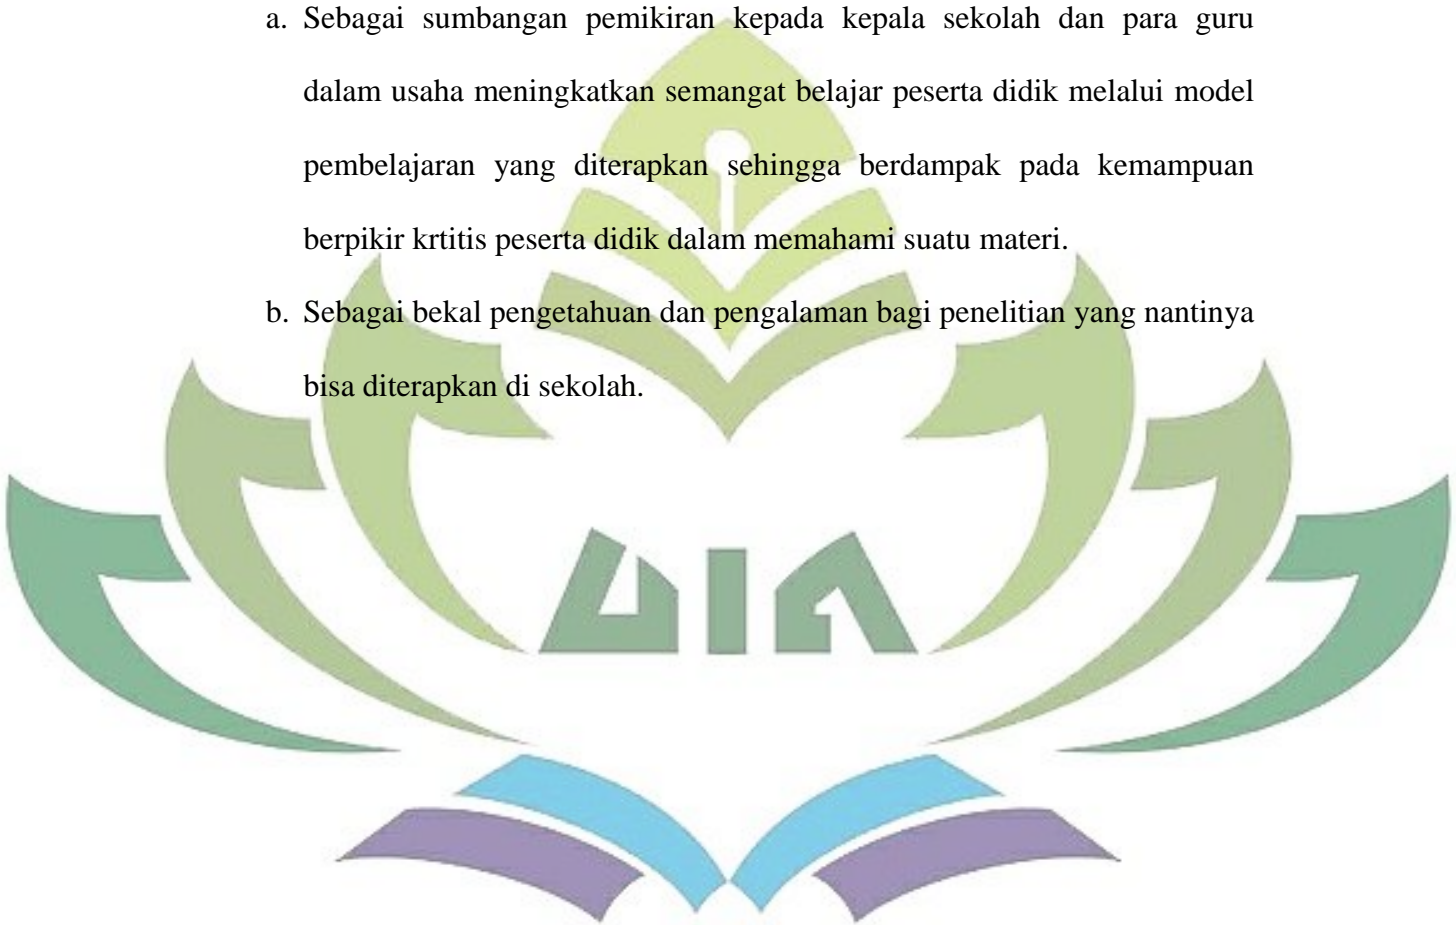 a. Sebagai sumbangan pemikiran kepada kepala sekolah dan para guru
dalam usaha meningkatkan semangat belajar peserta didik melalui model
pembelajaran yang diterapkan sehingga berdampak pada kemampuan
berpikir krtitis peserta didik dalam memahami suatu materi.
b. Sebagai bekal pengetahuan dan pengalaman bagi penelitian yang nantinya
bisa diterapkan di sekolah.
UIN